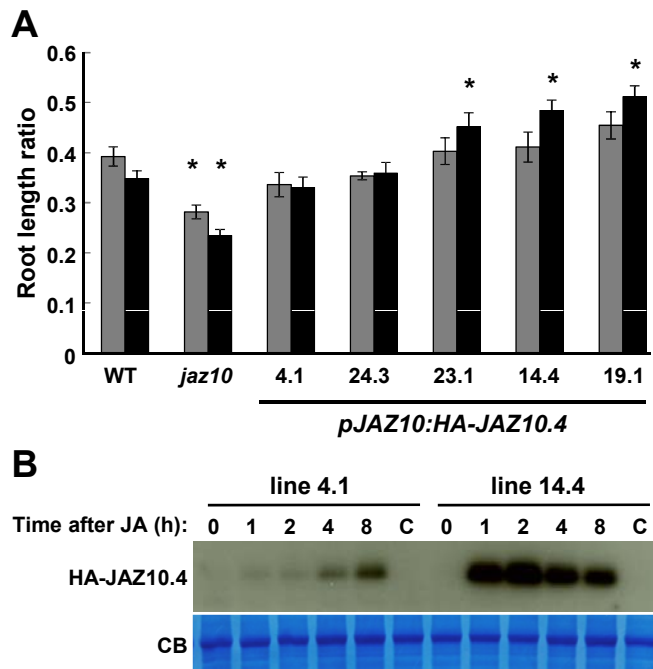 A
Root length ratio
0.6
0.5
0.4
0.3
0.2
0.1
0
* * * * *
WT jaz10 4.1 24.3 23.1 14.4 19.1
pJAZ10:HA-JAZ10.4
B
line 4.1 line 14.4
Time after JA (h): 0 1 2 4 8 C 0 1 2 4 8 C
HA-JAZ10.4
CB